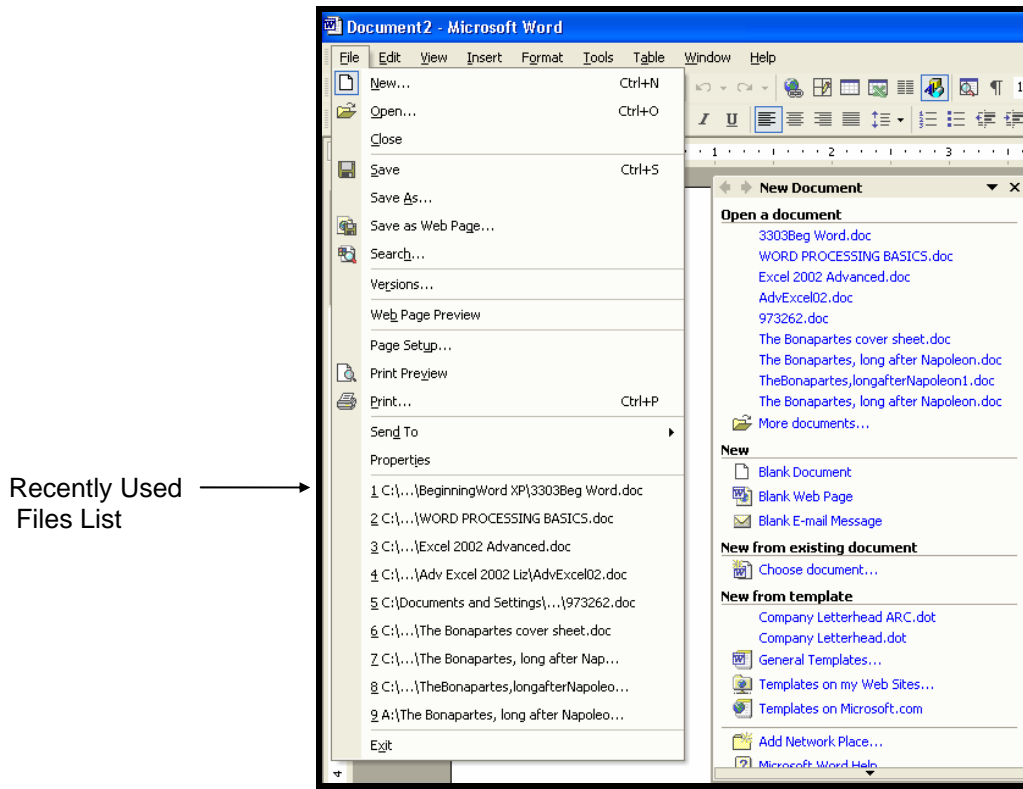 Document2 - Microsoft Word
File Edit View Insert Format Tools Table Window Help
New... Ctrl+N
Open... Ctrl+O
Close
Save Ctrl+S
Save As...
Save as Web Page...
Search...
Versions...
Web Page Preview
Page Setup...
Print Preview
Print... Ctrl+P
Send To
Properties
1 C:\...\BeginningWord XP\3303Beg Word.doc
2 C:\...\WORD PROCESSING BASICS.doc
3 C:\...\Excel 2002 Advanced.doc
4 C:\...\Adv Excel 2002 Liz\AdvExcel02.doc
5 C:\Documents and Settings\...\973262.doc
6 C:\...\The Bonapartes cover sheet.doc
7 C:\...\The Bonapartes, long after Nap...
8 C:\...\TheBonapartes,longafterNapoleo...
9 A:\The Bonapartes, long after Napoleo...
Exit
Recently Used
Files List
I U
1 2 3
New Document
Open a document
3303Beg Word.doc
WORD PROCESSING BASICS.doc
Excel 2002 Advanced.doc
AdvExcel02.doc
973262.doc
The Bonapartes cover sheet.doc
The Bonapartes, long after Napoleon.doc
TheBonapartes,longafterNapoleon1.doc
The Bonapartes, long after Napoleon.doc
More documents...
New
Blank Document
Blank Web Page
Blank E-mail Message
New from existing document
Choose document...
New from template
Company Letterhead ARC.dot
Company Letterhead.dot
General Templates...
Templates on my Web Sites...
Templates on Microsoft.com
Add Network Place...
Microsoft Word Help
4